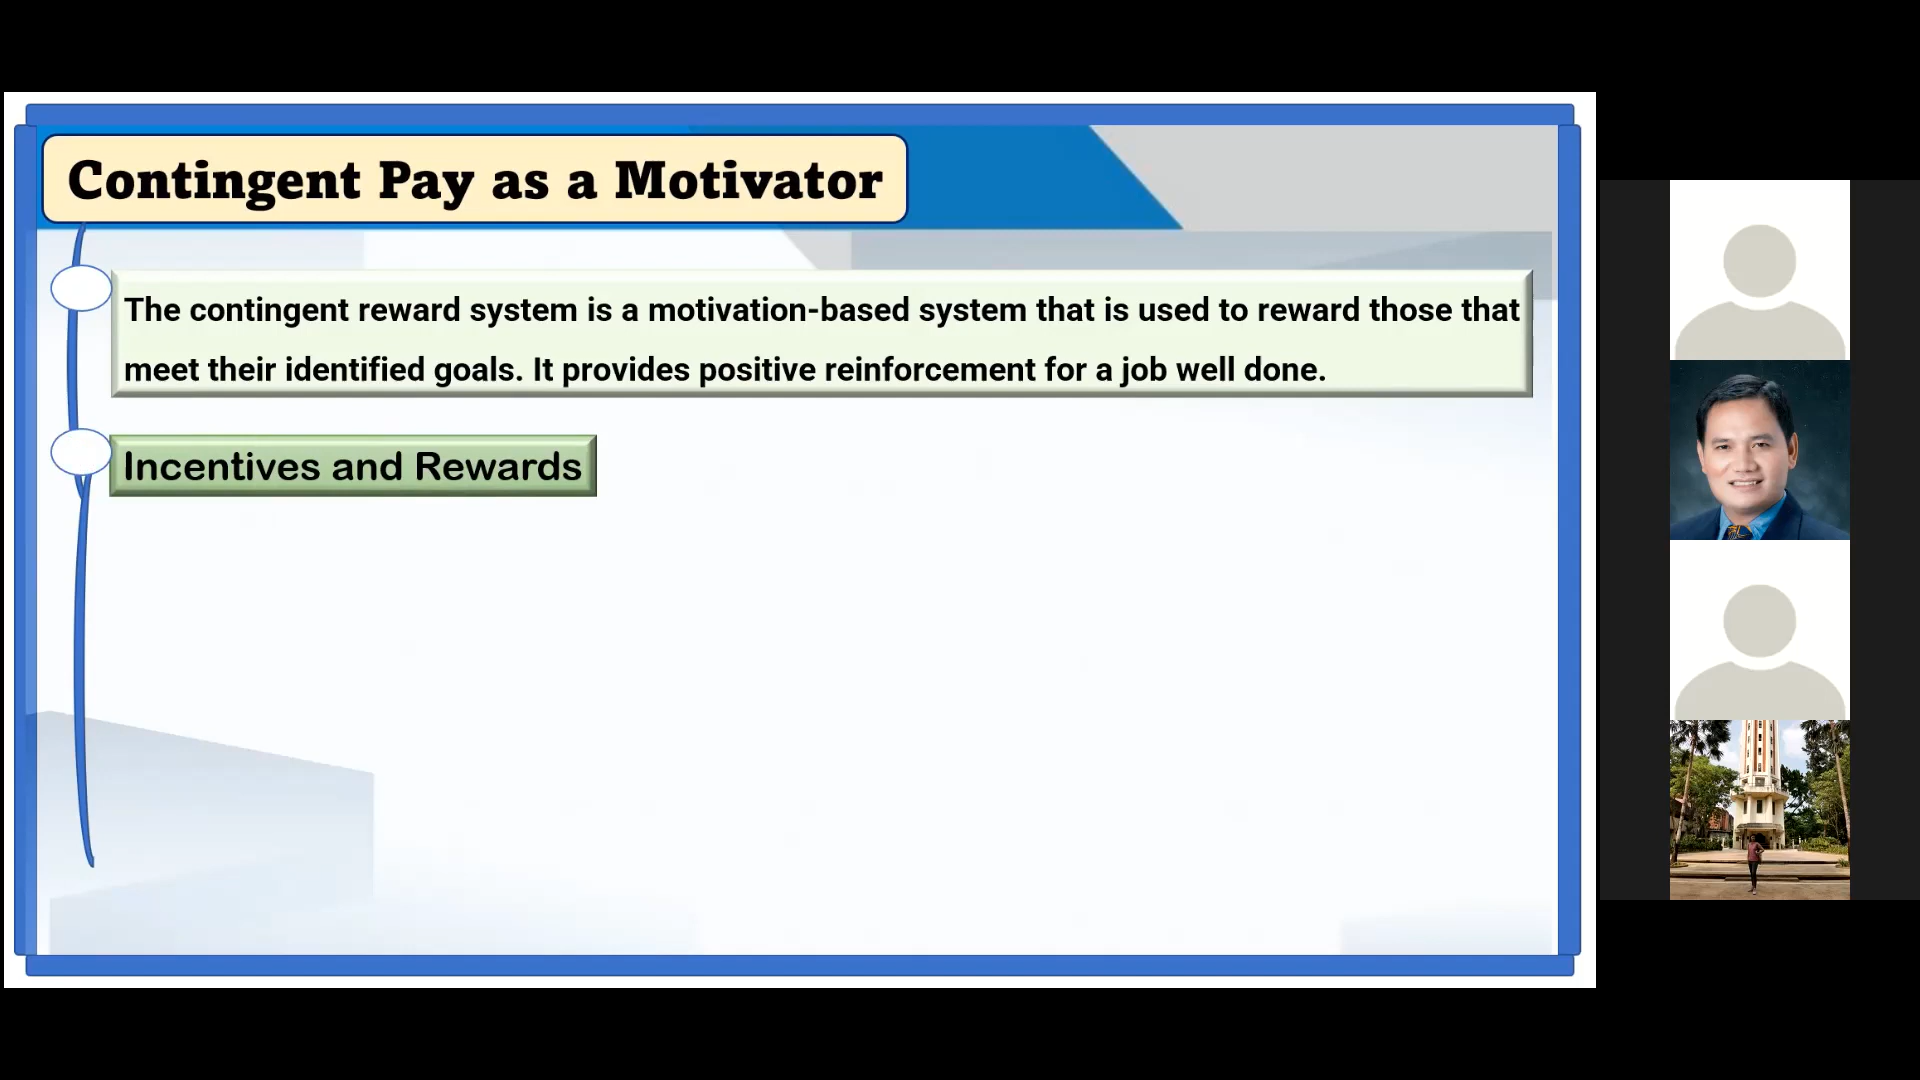 Contingent Pay as a Motivator
The contingent reward system is a motivation-based system that is used to reward those that
meet their identified goals. It provides positive reinforcement for a job well done.
Incentives and Rewards